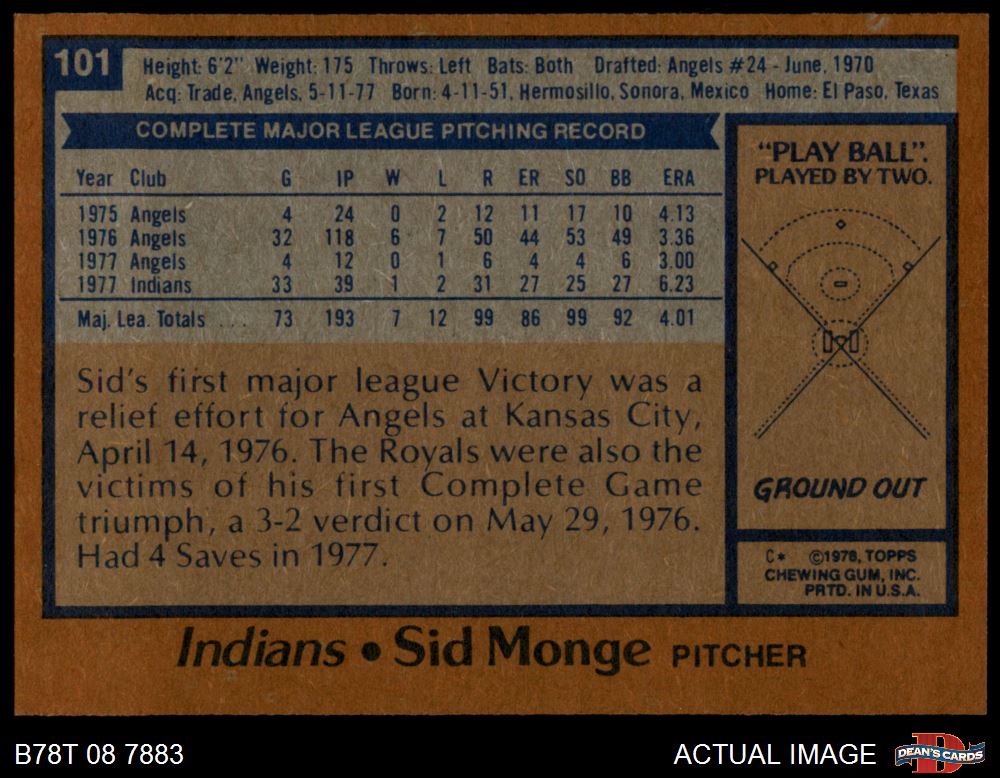 101
Height: 6'2" Weight: 175 Throws: Left Bats: Both Drafted: Angels #24 - June, 1970
Acq: Trade, Angels, 5-11-77 Born: 4-11-51, Hermosillo, Sonora, Mexico Home: El Paso, Texas
COMPLETE MAJOR LEAGUE PITCHING RECORD
Year Club G IP W L R ER SO BB ERA
1975 Angels 4 24 0 2 12 11 17 10 4.13
1976 Angels 32 118 6 7 50 44 53 49 3.36
1977 Angels 4 12 0 1 6 4 4 6 3.00
1977 Indians 33 39 1 2 31 27 25 27 6.23
Maj. Lea. Totals ... 73 193 7 12 99 86 99 92 4.01
Sid's first major league Victory was a
relief effort for Angels at Kansas City,
April 14, 1976. The Royals were also the
victims of his first Complete Game
triumph, a 3-2 verdict on May 29, 1976.
Had 4 Saves in 1977.
"PLAY BALL".
PLAYED BY TWO.
GROUND OUT
C* ©1978, TOPPS
CHEWING GUM, INC.
PRTD. IN U.S.A.
Indians • Sid Monge PITCHER
B78T 08 7883
ACTUAL IMAGE
DEAN'S CARDS